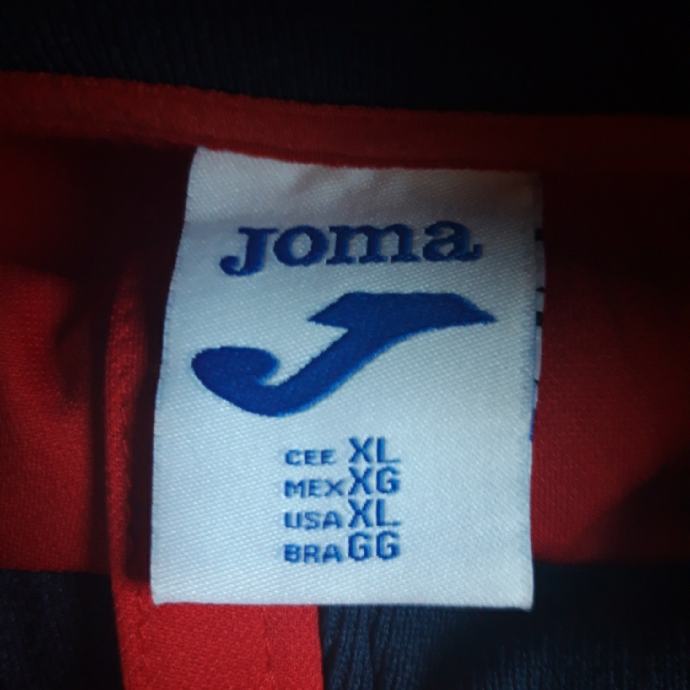 Joma
CEE XL
MEX XG
USA XL
BRA GG